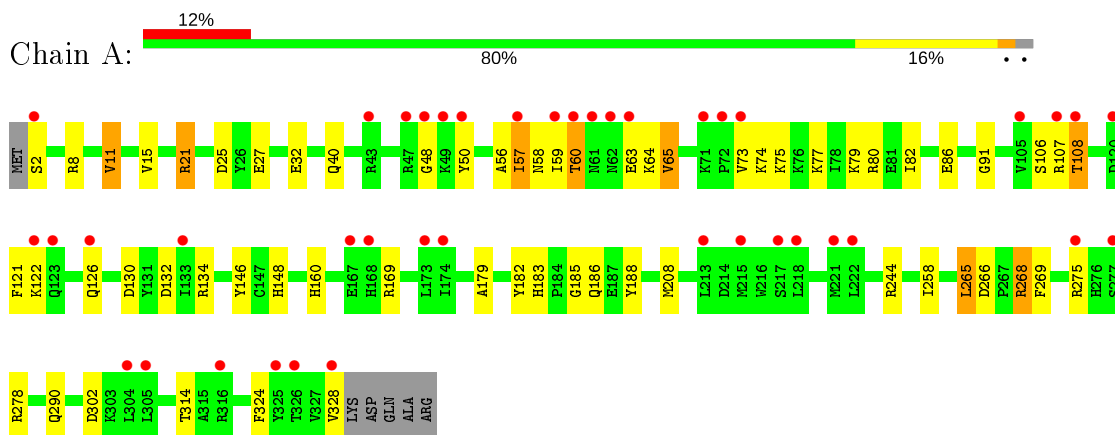 12%
Chain A:
80% 16% • •
MET S2 R8 V11 V15 R21 D25 Y26 E27 E32 Q40 R43 R47 G48 K49 Y50 A56 I57 N58 I59 T60 N61 N62 E63 K64 V65 K71 P72 V73 K74 K75 K76 K77 I78 K79 R80 E81 I82 E86 G91 V105 S106 R107 T108
F121 K122 Q123 Q126 D130 Y131 D132 I133 R134 Y146 C147 H148 H160 E167 H168 R169 L173 I174 A179 Y182 H183 P184 G185 Q186 E187 Y188 M208 L213 D214 M215 W216 S217 L218 M221 L222 R244 I258 L265 D266 P267 R268 F269 R275 H276 S277
R278 Q290 D302 K303 L304 L305 T314 A315 R316 F324 Y325 T326 V327 V328 LYS ASP GLN ALA ARG